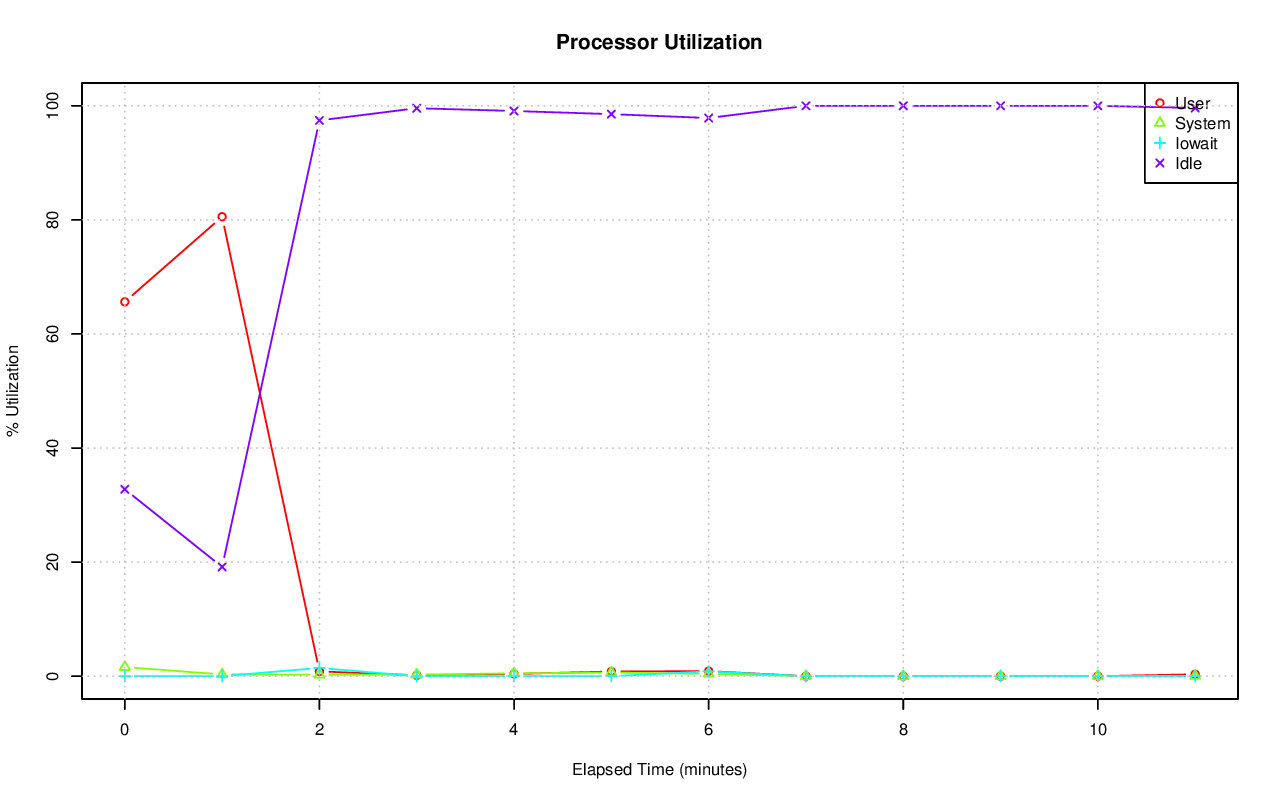 Processor Utilization
100
80
60
40
20
0
% Utilization
User
System
Iowait
Idle
0 2 4 6 8 10
Elapsed Time (minutes)